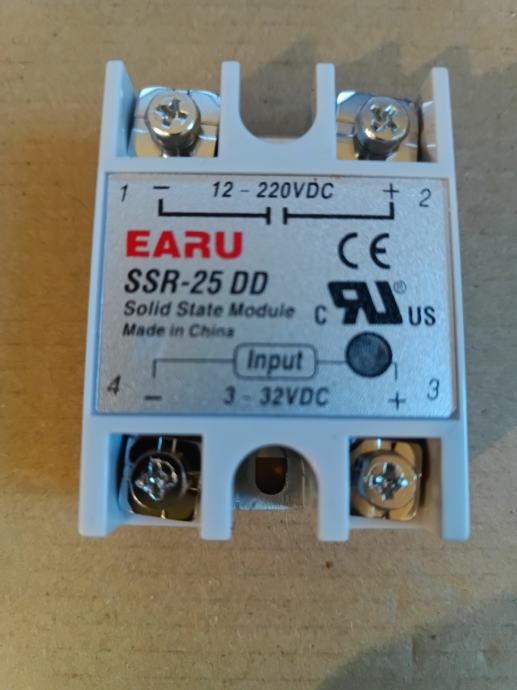 1 − 12 - 220VDC + 2
EARU
CE
SSR-25 DD
Solid State Module
C RU® US
Made in China
Input
4 − 3 - 32VDC + 3